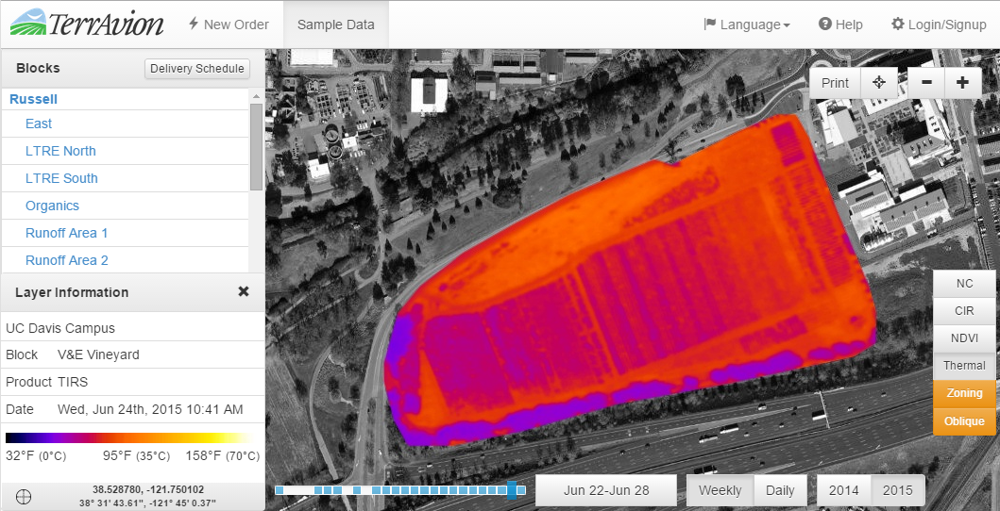 TerrAvion New Order Sample Data Language Help Login/Signup
Blocks Delivery Schedule
Print
Russell
East
LTRE North
LTRE South
Organics
Runoff Area 1
Runoff Area 2
Layer Information
UC Davis Campus
Block V&E Vineyard
Product TIRS
Date Wed, Jun 24th, 2015 10:41 AM
32°F (0°C) 95°F (35°C) 158°F (70°C)
38.528780, -121.750102
38° 31' 43.61", -121° 45' 0.37"
NC
CIR
NDVI
Thermal
Zoning
Oblique
Jun 22-Jun 28 Weekly Daily 2014 2015